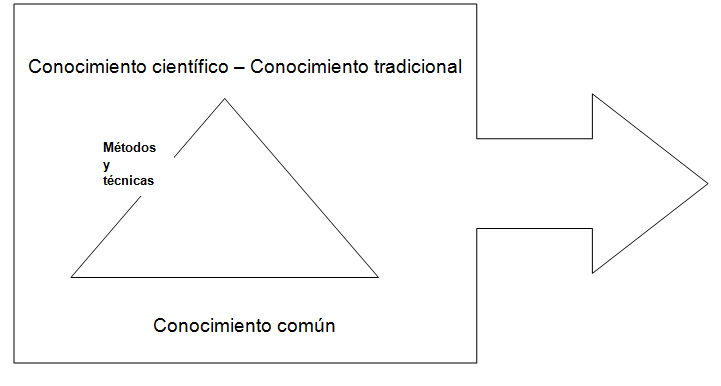 Conocimiento científico – Conocimiento tradicional
Métodos
y
técnicas
Conocimiento común